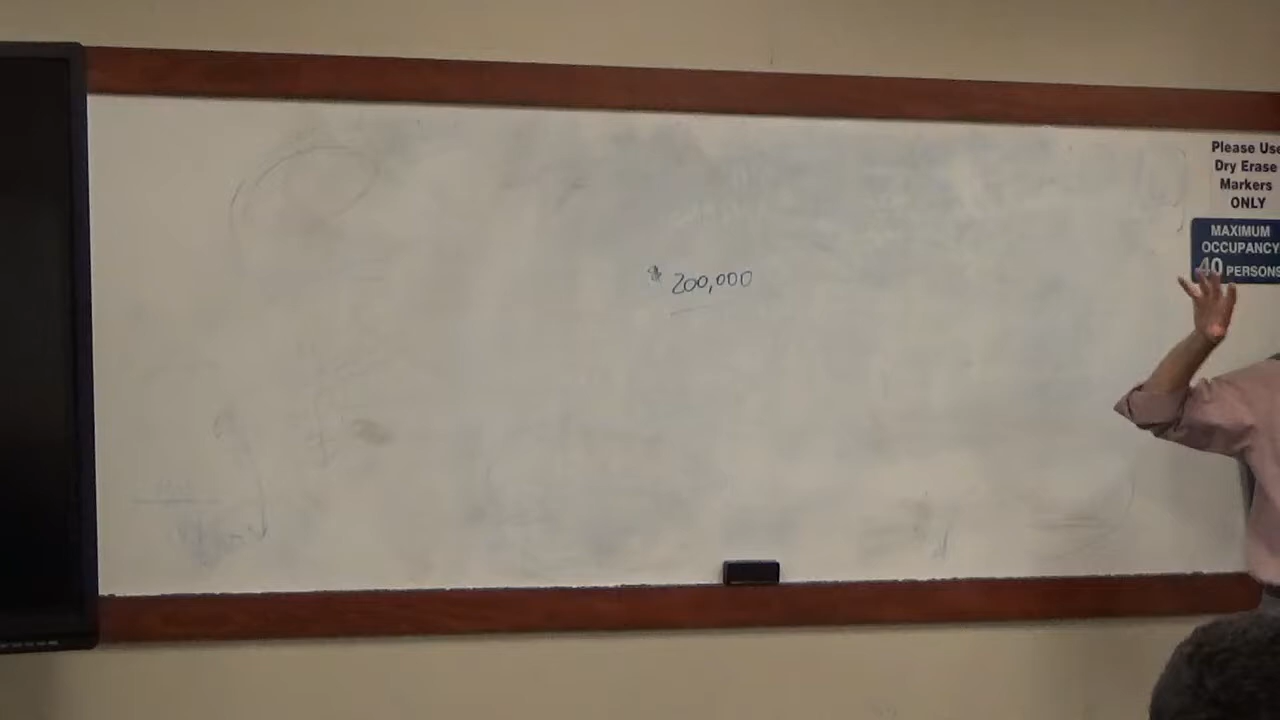 $ 200,000
Please Use
Dry Erase
Markers
ONLY
MAXIMUM
OCCUPANCY
40 PERSONS